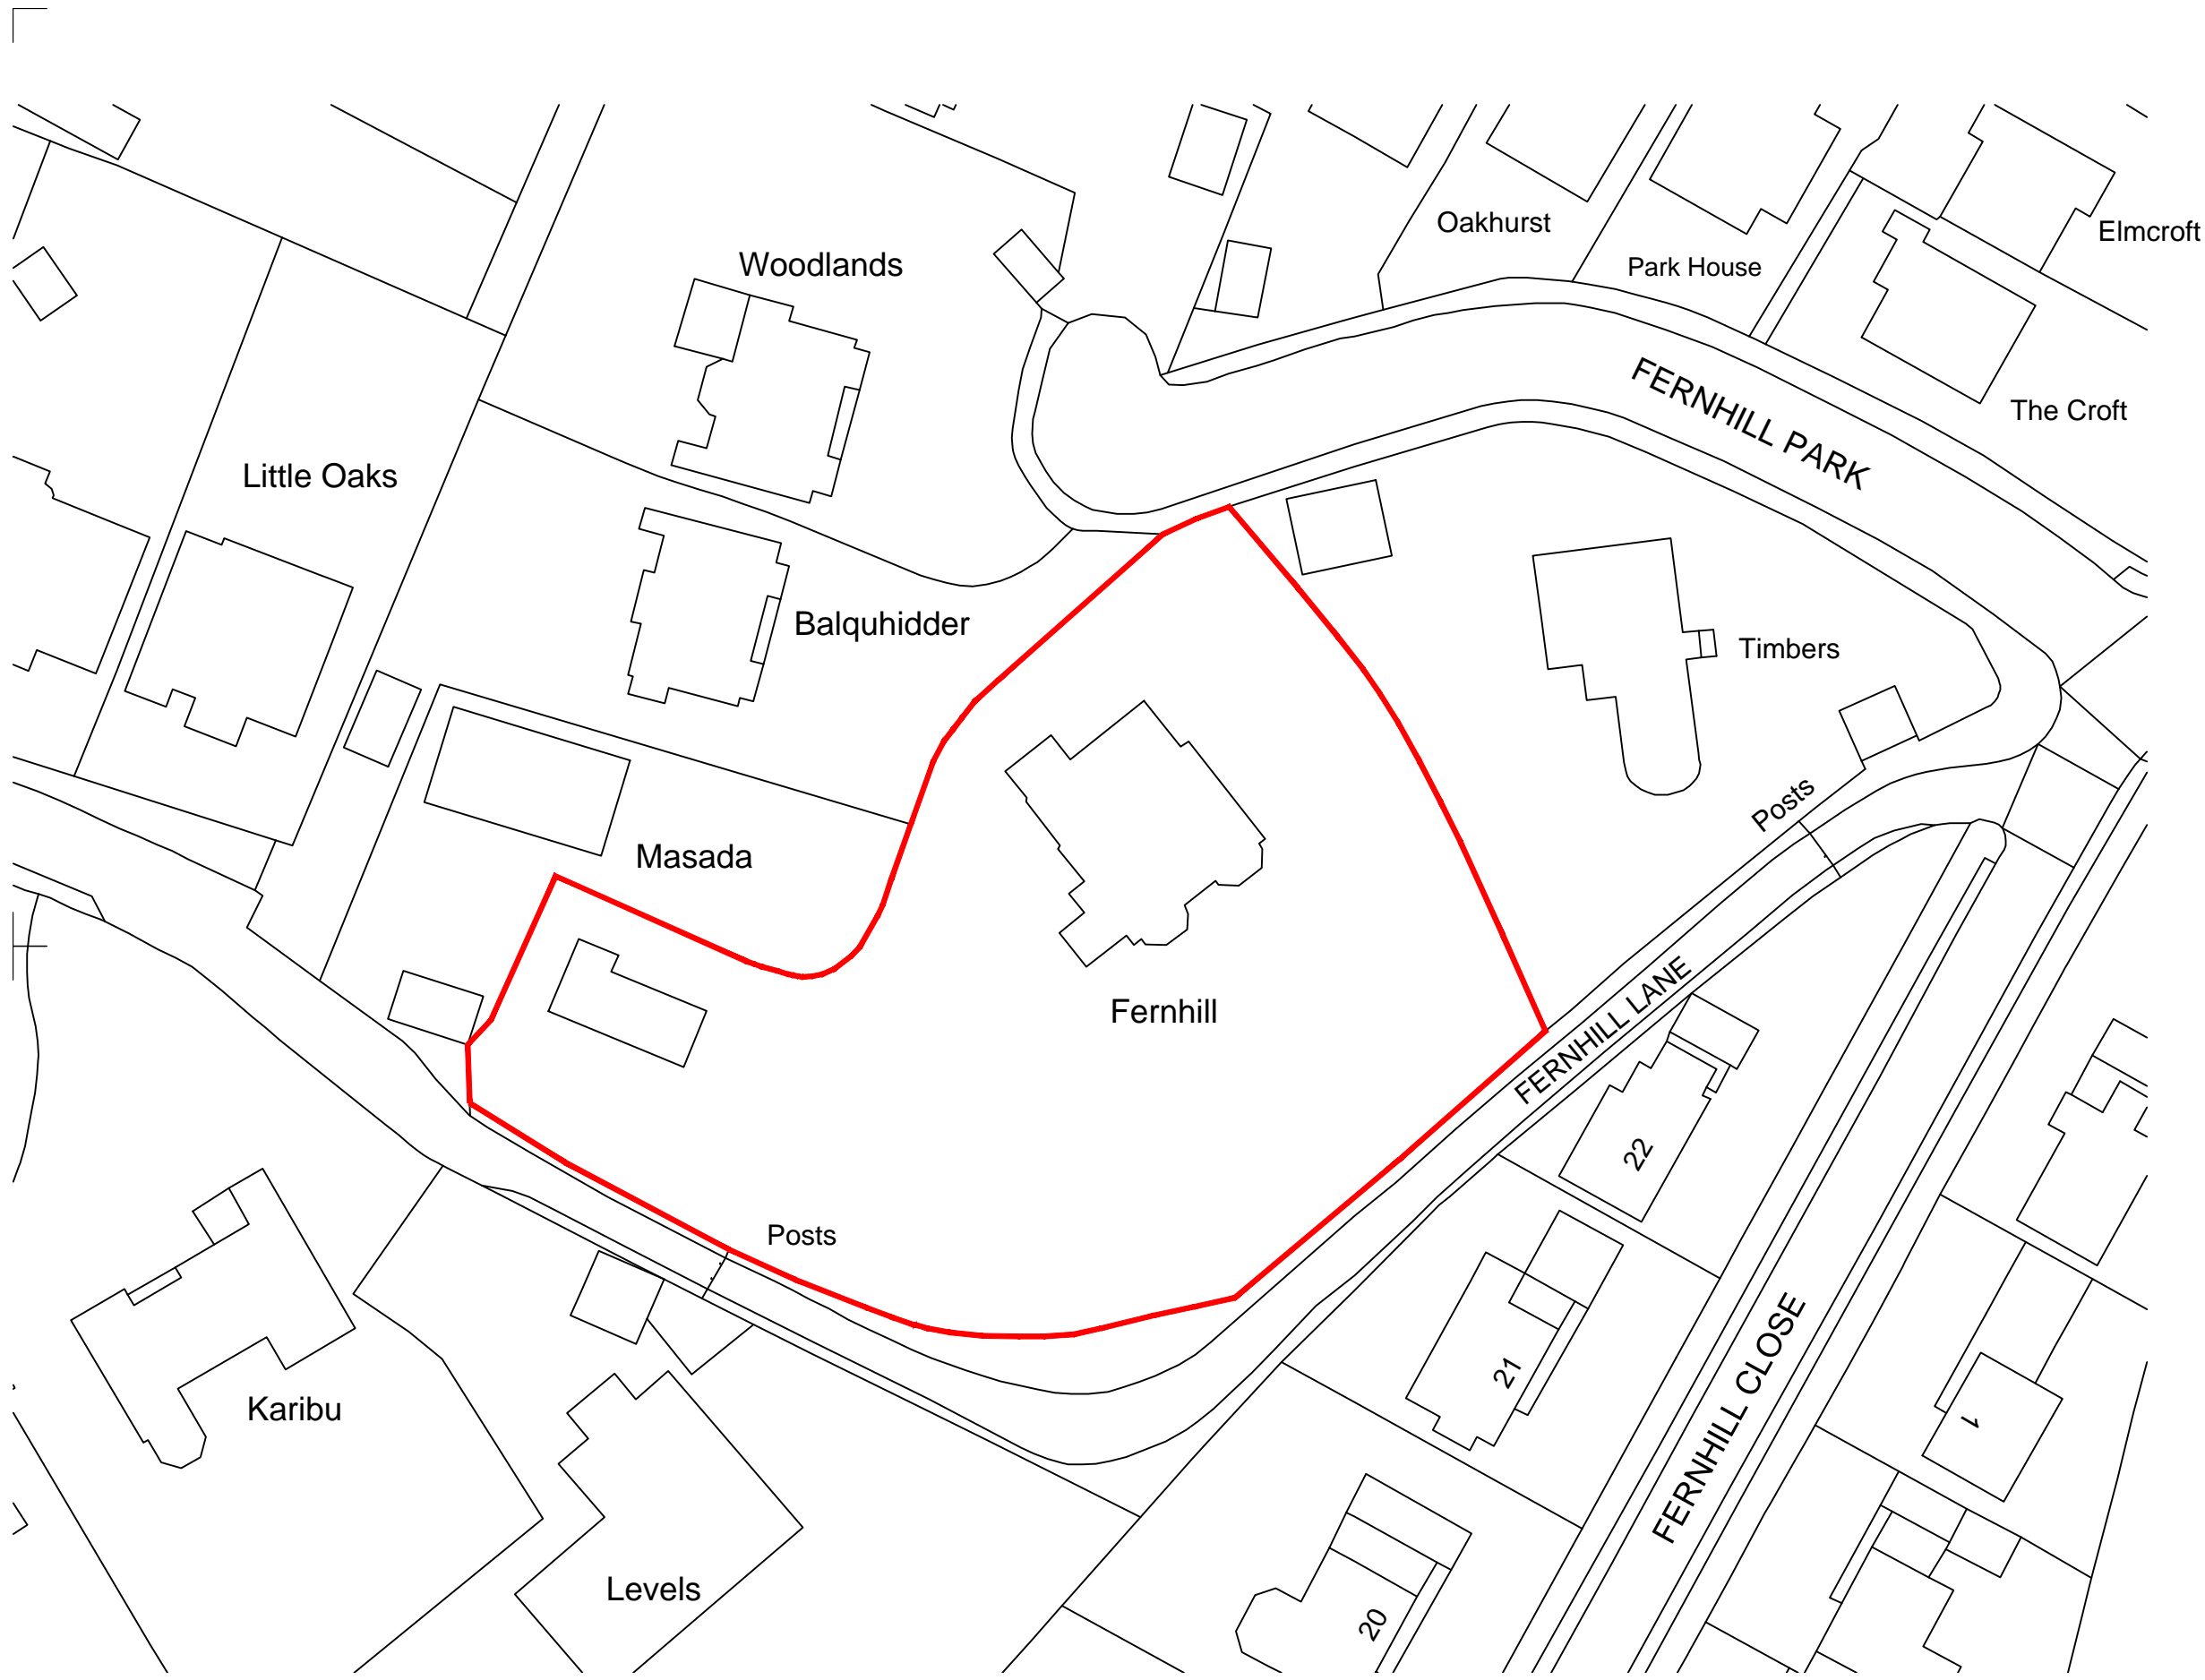 Oakhurst
Elmcroft
Woodlands
Park House
FERNHILL PARK
The Croft
Little Oaks
Balquhidder
Timbers
Posts
Masada
FERNHILL LANE
Fernhill
22
Posts
21
FERNHILL CLOSE
Karibu
1
Levels
20